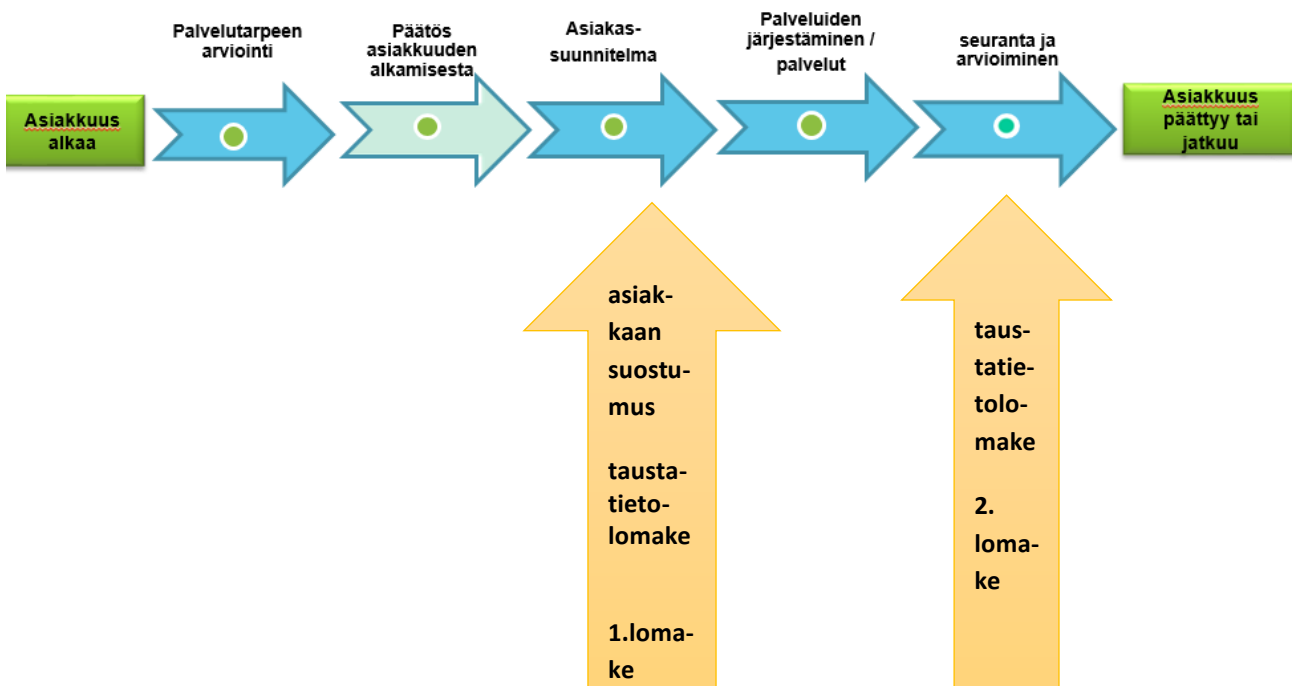 Asiakkuus
alkaa
Palvelutarpeen
arviointi
Päätös
asiakkuuden
alkamisesta
Asiakas-
suunnitelma
Palveluiden
järjestäminen /
palvelut
seuranta ja
arvioiminen
Asiakkuus
päättyy tai
jatkuu
asiak-
kaan
suostu-
mus
tausta-
tieto-
lomake
1.loma-
ke
taus-
tatie-
tolo-
make
2.
loma-
ke